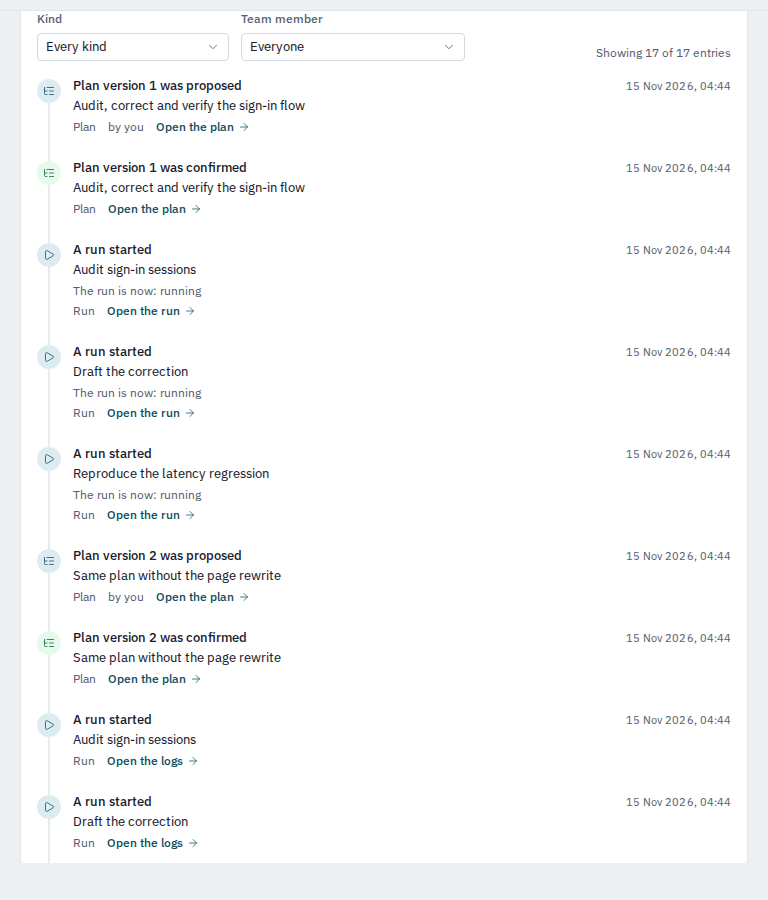 Kind
Team member
Every kind
Everyone
Showing 17 of 17 entries
Plan version 1 was proposed
15 Nov 2026, 04:44
Audit, correct and verify the sign-in flow
Plan by you Open the plan →
Plan version 1 was confirmed
15 Nov 2026, 04:44
Audit, correct and verify the sign-in flow
Plan Open the plan →
A run started
15 Nov 2026, 04:44
Audit sign-in sessions
The run is now: running
Run Open the run →
A run started
15 Nov 2026, 04:44
Draft the correction
The run is now: running
Run Open the run →
A run started
15 Nov 2026, 04:44
Reproduce the latency regression
The run is now: running
Run Open the run →
Plan version 2 was proposed
15 Nov 2026, 04:44
Same plan without the page rewrite
Plan by you Open the plan →
Plan version 2 was confirmed
15 Nov 2026, 04:44
Same plan without the page rewrite
Plan Open the plan →
A run started
15 Nov 2026, 04:44
Audit sign-in sessions
Run Open the logs →
A run started
15 Nov 2026, 04:44
Draft the correction
Run Open the logs →